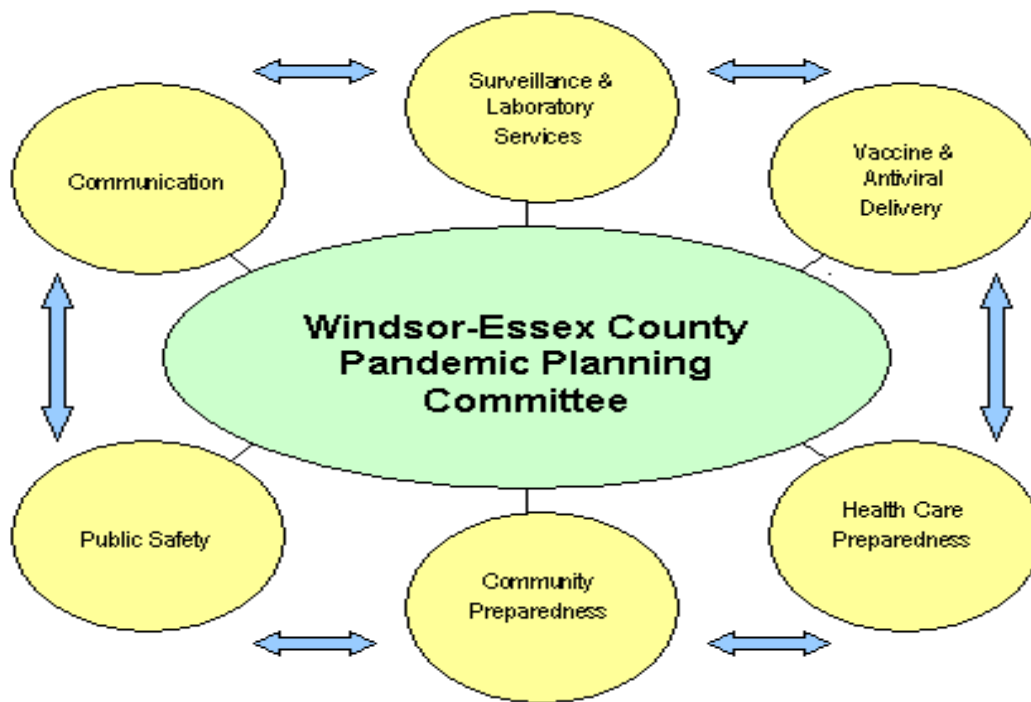 Surveillance &
Laboratory
Services
Communication
Vaccine &
Antiviral
Delivery
Windsor-Essex County
Pandemic Planning
Committee
Public Safety
Community
Preparedness
Health Care
Preparedness